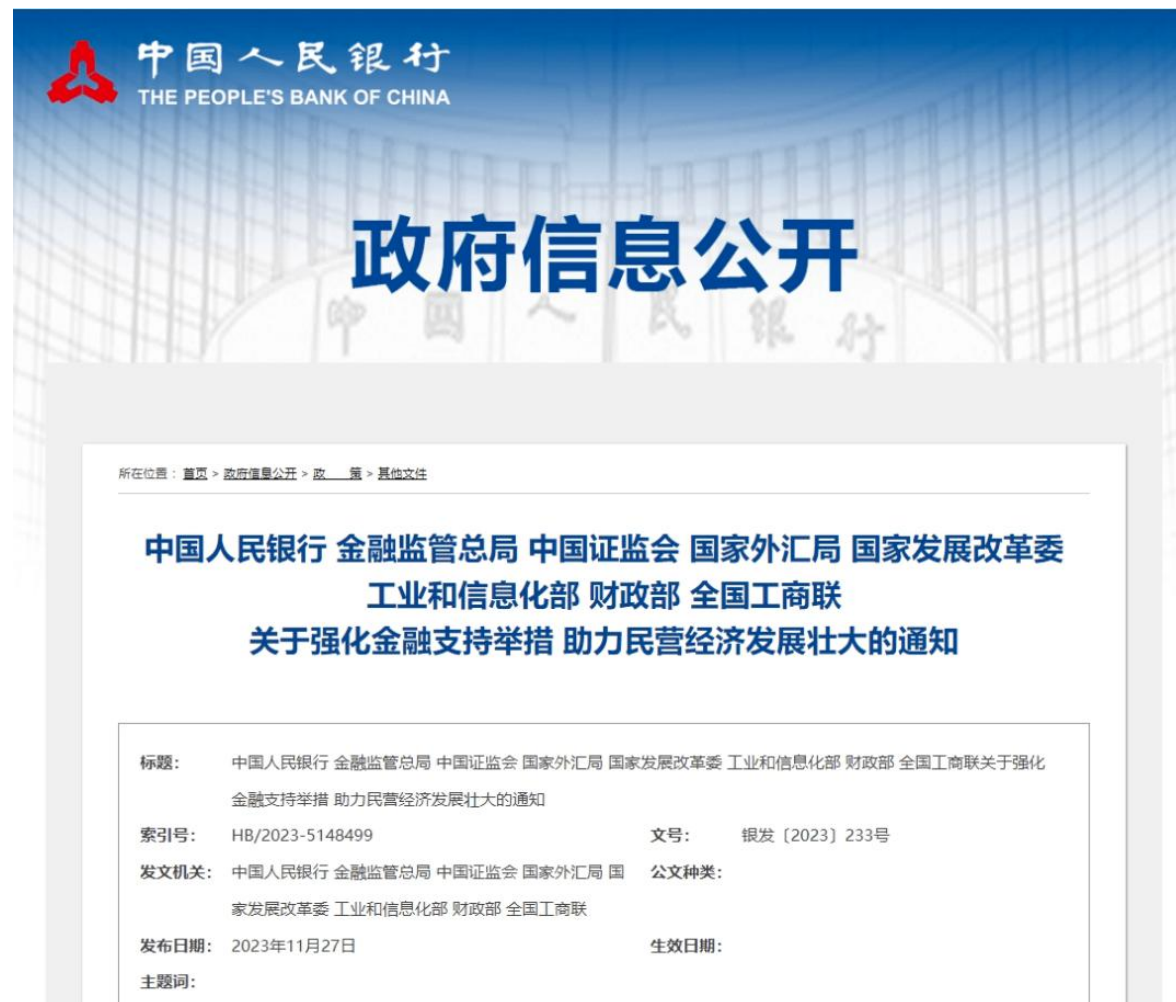 中国人民银行
THE PEOPLE'S BANK OF CHINA
政府信息公开
中国人民银行
所在位置：首页 > 政府信息公开 > 政 策 > 其他文件
中国人民银行 金融监管总局 中国证监会 国家外汇局 国家发展改革委
工业和信息化部 财政部 全国工商联
关于强化金融支持举措 助力民营经济发展壮大的通知
标题： 中国人民银行 金融监管总局 中国证监会 国家外汇局 国家发展改革委 工业和信息化部 财政部 全国工商联关于强化
金融支持举措 助力民营经济发展壮大的通知
索引号： HB/2023-5148499 文号： 银发〔2023〕233号
发文机关： 中国人民银行 金融监管总局 中国证监会 国家外汇局 国 公文种类：
家发展改革委 工业和信息化部 财政部 全国工商联
发布日期： 2023年11月27日 生效日期：
主题词：